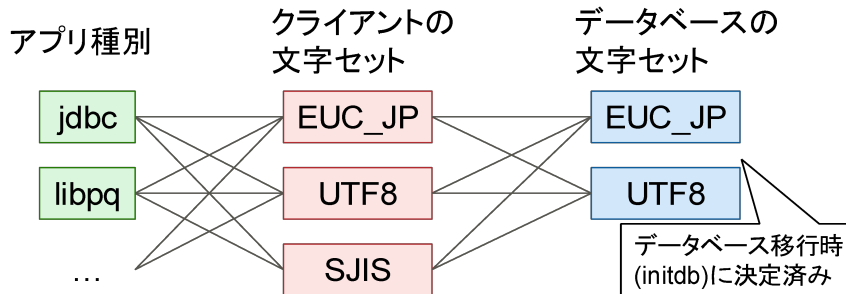 アプリ種別
クライアントの
文字セット
データベースの
文字セット
jdbc
EUC_JP
EUC_JP
libpq
UTF8
UTF8
…
SJIS
データベース移行時
(initdb)に決定済み